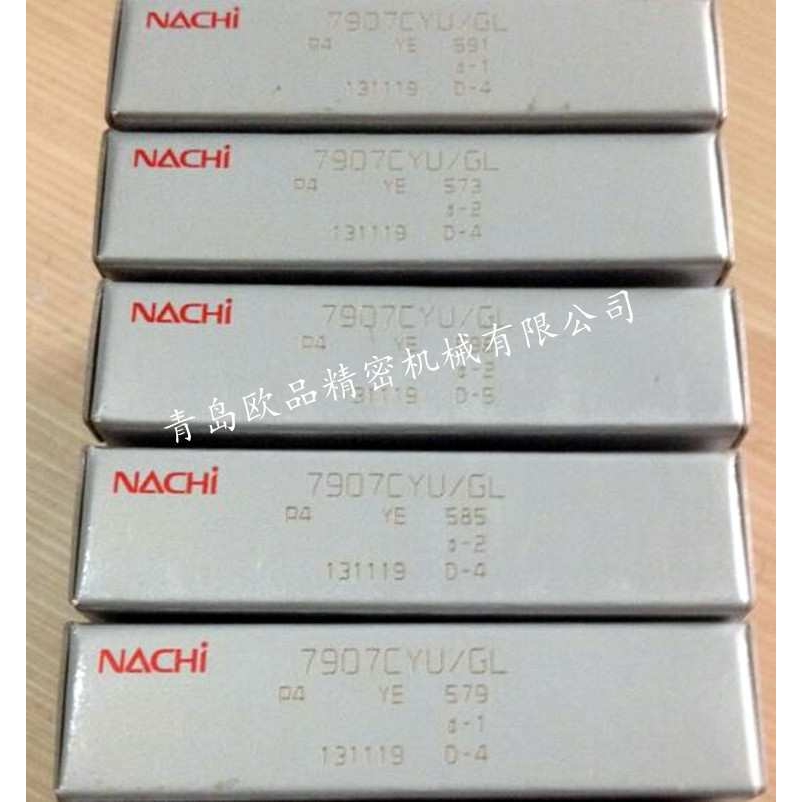 NACHi 7907CYU/GL
P4 YE 591
d-1
131119 D-4
NACHi 7907CYU/GL
P4 YE 573
d-2
131119 D-4
NACHi 7907CYU/GL
P4 YE
d-2
131119 D-5
青岛欧品精密机械有限公司
NACHi 7907CYU/GL
P4 YE 585
d-2
131119 D-4
NACHi 7907CYU/GL
P4 YE 579
d-1
131119 D-4